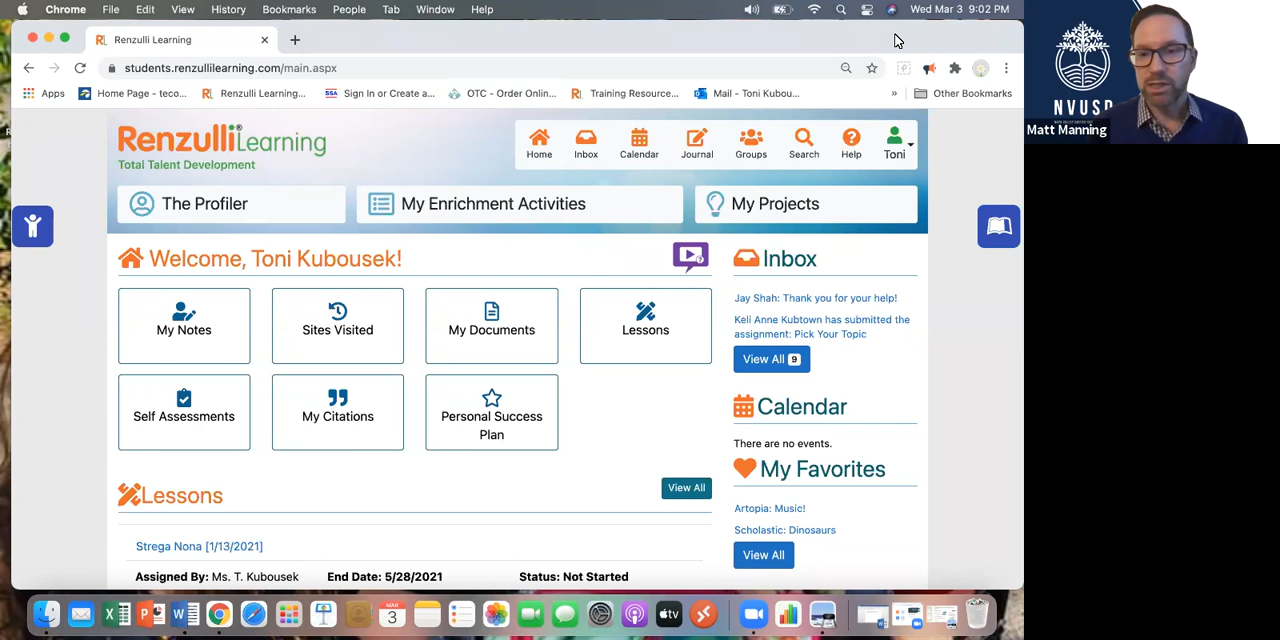 Chrome File Edit View History Bookmarks People Tab Window Help Wed Mar 3 9:02 PM
Renzulli Learning
students.renzullilearning.com/main.aspx
Apps Home Page - teco... Renzulli Learning... Sign In or Create a... OTC - Order Onlin... Training Resource... Mail - Toni Kubou... » Other Bookmarks
NVUSD
Matt Manning
Renzulli Learning
Total Talent Development
Home Inbox Calendar Journal Groups Search Help Toni
The Profiler My Enrichment Activities My Projects
Welcome, Toni Kubousek!
My Notes Sites Visited My Documents Lessons
Self Assessments My Citations Personal Success
Plan
Lessons View All
Strega Nona [1/13/2021]
Assigned By: Ms. T. Kubousek End Date: 5/28/2021 Status: Not Started
Inbox
Jay Shah: Thank you for your help!
Keli Anne Kubtown has submitted the
assignment: Pick Your Topic
View All 9
Calendar
There are no events.
My Favorites
Artopia: Music!
Scholastic: Dinosaurs
View All
MAR
3
tv